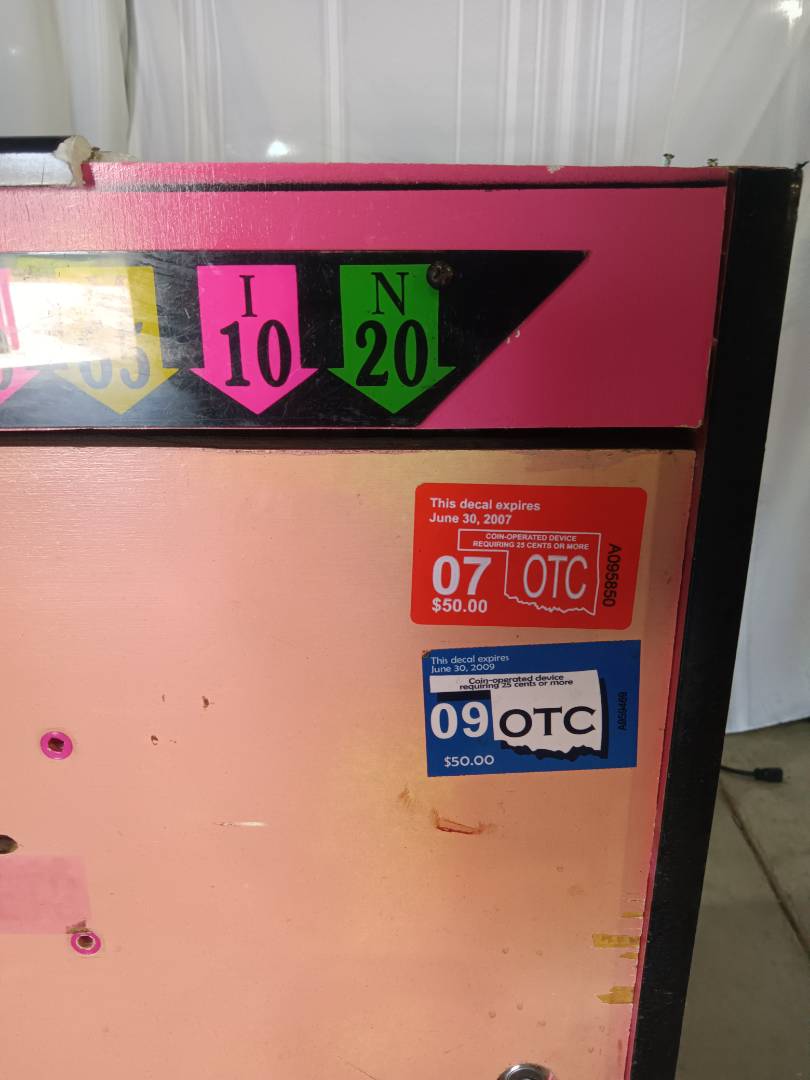 I
N
05
10
20
This decal expires
June 30, 2007
COIN-OPERATED DEVICE
REQUIRING 25 CENTS OR MORE
07
OTC
$50.00
A095850
This decal expires
June 30, 2009
Coin-operated device
requiring 25 cents or more
09
OTC
$50.00